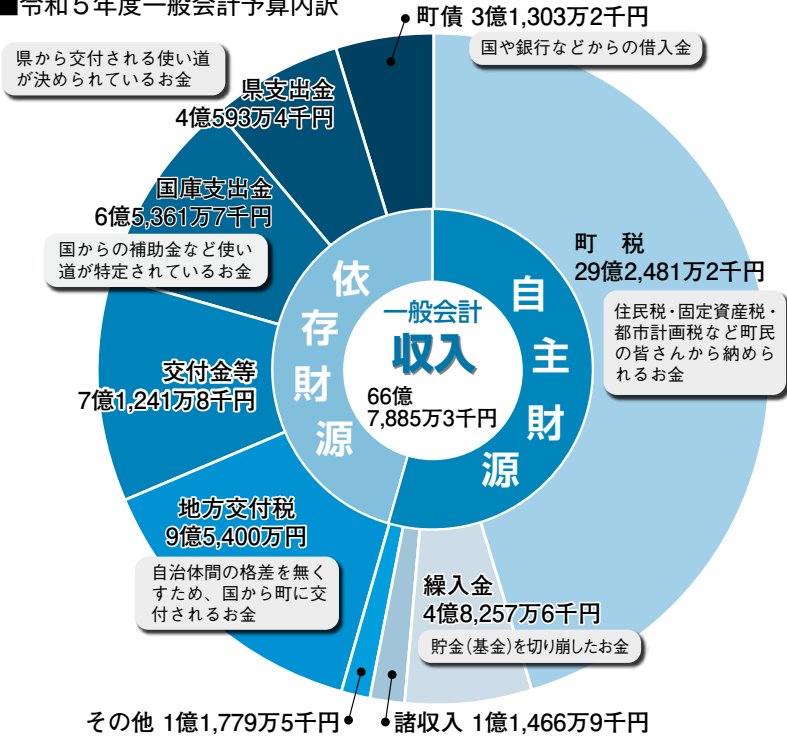 ■令和５年度一般会計予算内訳
町債 3億1,303万2千円
国や銀行などからの借入金
県から交付される使い道
が決められているお金
県支出金
4億593万4千円
国庫支出金
6億5,361万7千円
国からの補助金など使い
道が特定されているお金
町　税
29億2,481万2千円
住民税・固定資産税・
都市計画税など町民
の皆さんから納めら
れるお金
依存財源
自主財源
一般会計
収入
66億
7,885万3千円
交付金等
7億1,241万8千円
地方交付税
9億5,400万円
自治体間の格差を無く
すため、国から町に交
付されるお金
繰入金
4億8,257万6千円
貯金（基金）を切り崩したお金
その他 1億1,779万5千円
諸収入 1億1,466万9千円